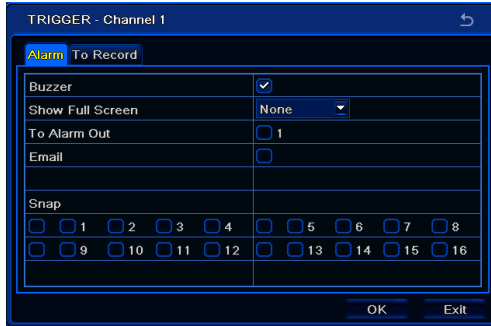 TRIGGER - Channel 1
Alarm To Record
Buzzer
Show Full Screen None
To Alarm Out 1
Email
Snap
1 2 3 4 5 6 7 8
9 10 11 12 13 14 15 16
OK Exit